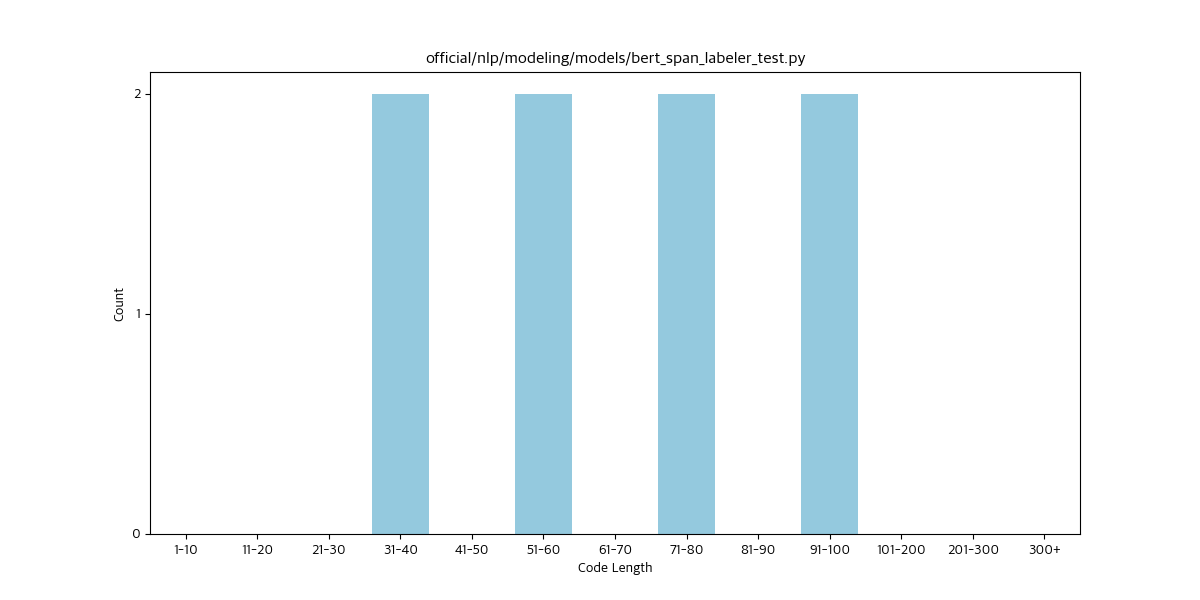 official/nlp/modeling/models/bert_span_labeler_test.py
2
1
0
Count
1-10 11-20 21-30 31-40 41-50 51-60 61-70 71-80 81-90 91-100 101-200 201-300 300+
Code Length